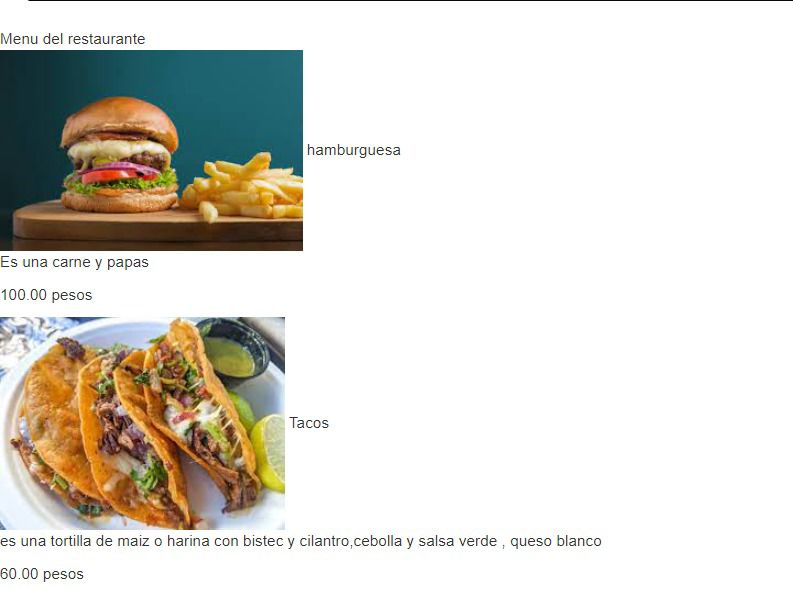 Menu del restaurante
hamburguesa
Es una carne y papas
100.00 pesos
Tacos
es una tortilla de maiz o harina con bistec y cilantro,cebolla y salsa verde , queso blanco
60.00 pesos